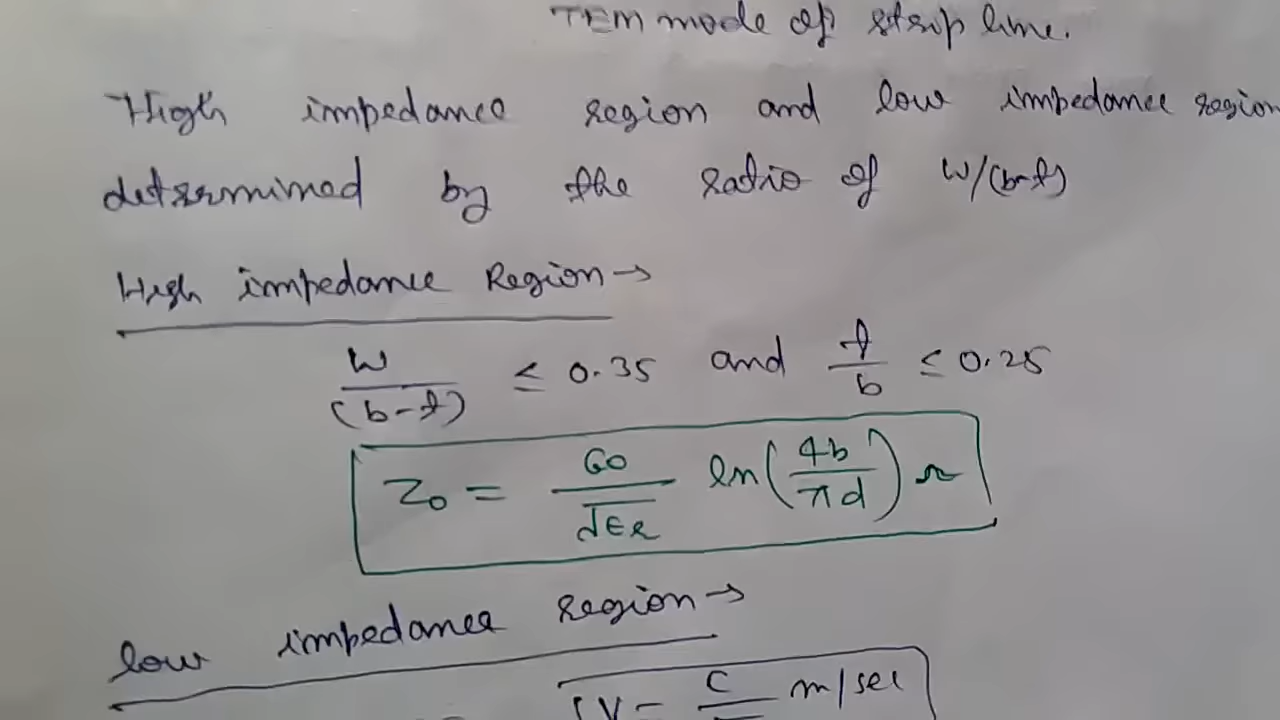 TEM mode of strip line.
High impedance region and low impedance region
determined by the ratio of W/(b-t)
High impedance Region →
W/(b-t) ≤ 0.35 and t/b ≤ 0.25
Z₀ = 60/√εr ln(4b/πd) Ω
low impedance region →
V = C/ m/sec